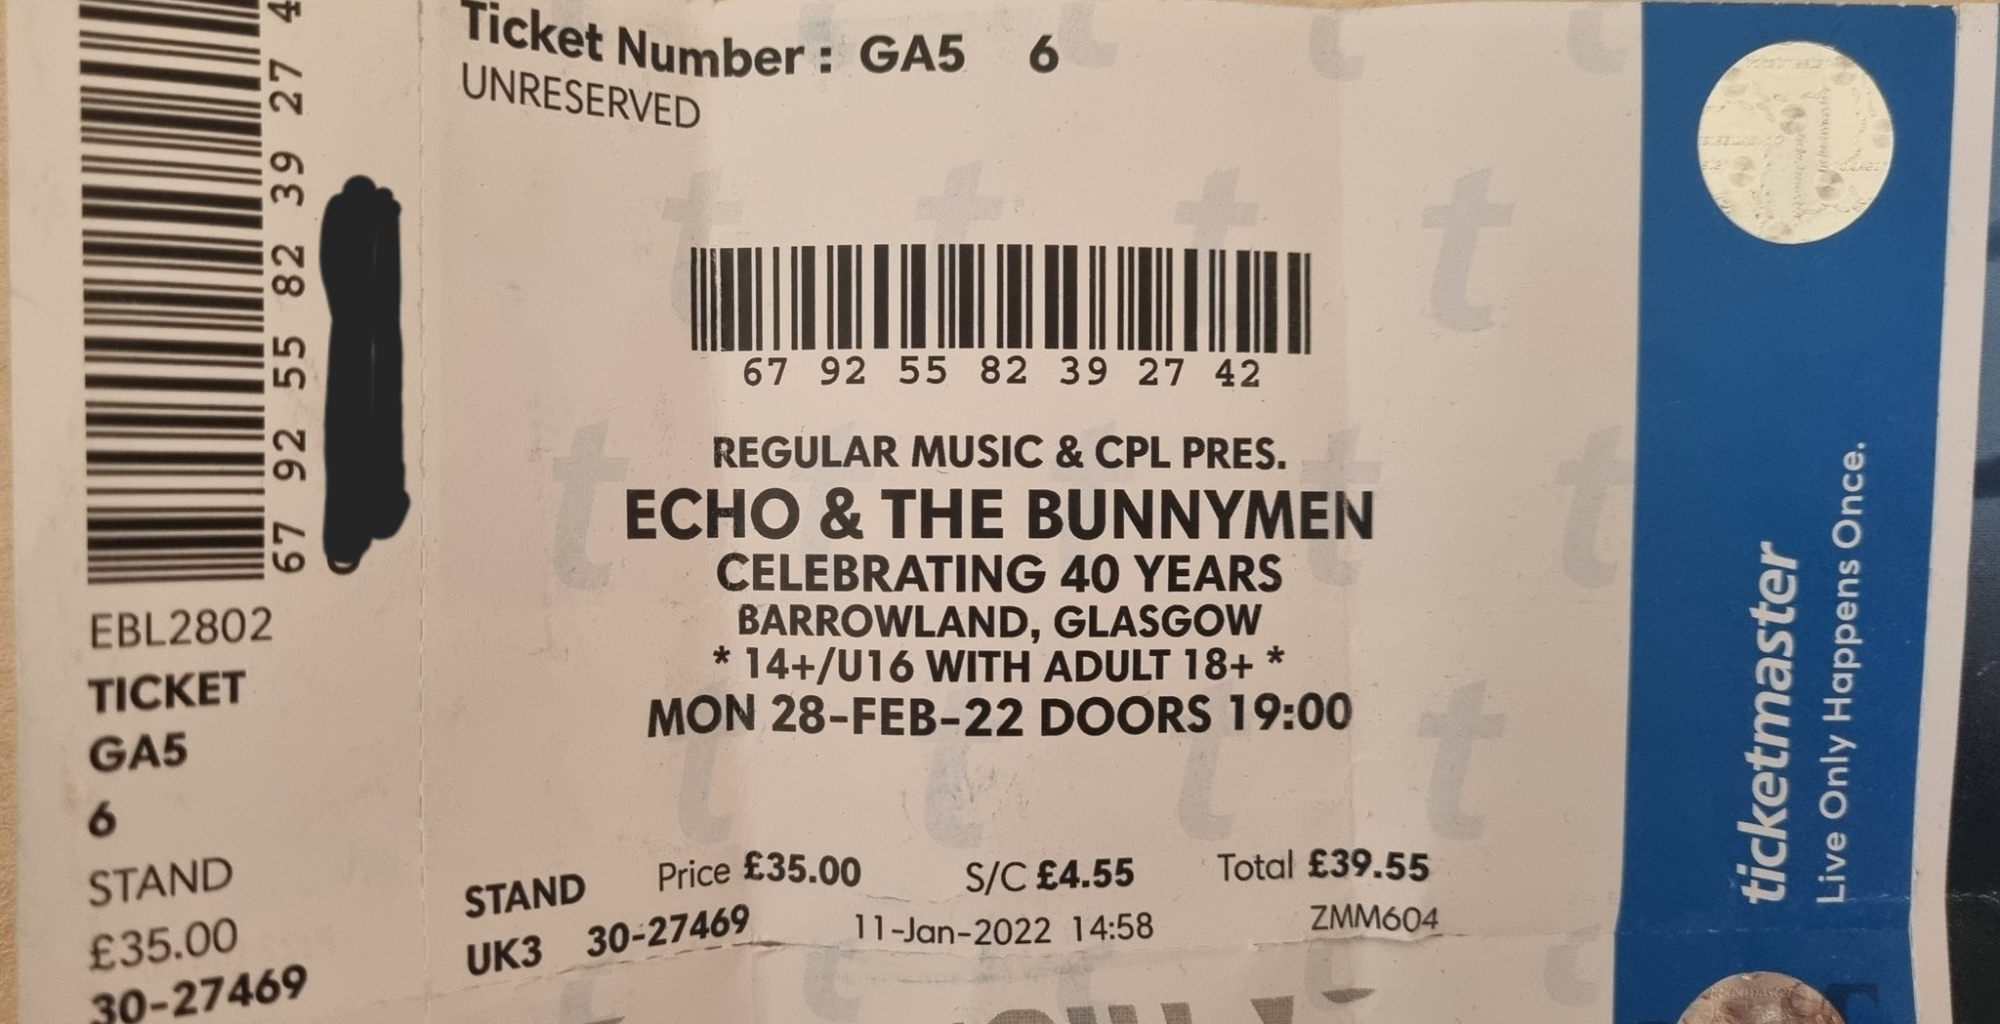 67 92 55 82 39 27 4
EBL2802
TICKET
GA5
6
STAND
£35.00
30-27469
Ticket Number : GA5 6
UNRESERVED
67 92 55 82 39 27 42
REGULAR MUSIC & CPL PRES.
ECHO & THE BUNNYMEN
CELEBRATING 40 YEARS
BARROWLAND, GLASGOW
* 14+/U16 WITH ADULT 18+ *
MON 28-FEB-22 DOORS 19:00
STAND Price £35.00 S/C £4.55 Total £39.55
UK3 30-27469 11-Jan-2022 14:58 ZMM604
ticketmaster
Live Only Happens Once.